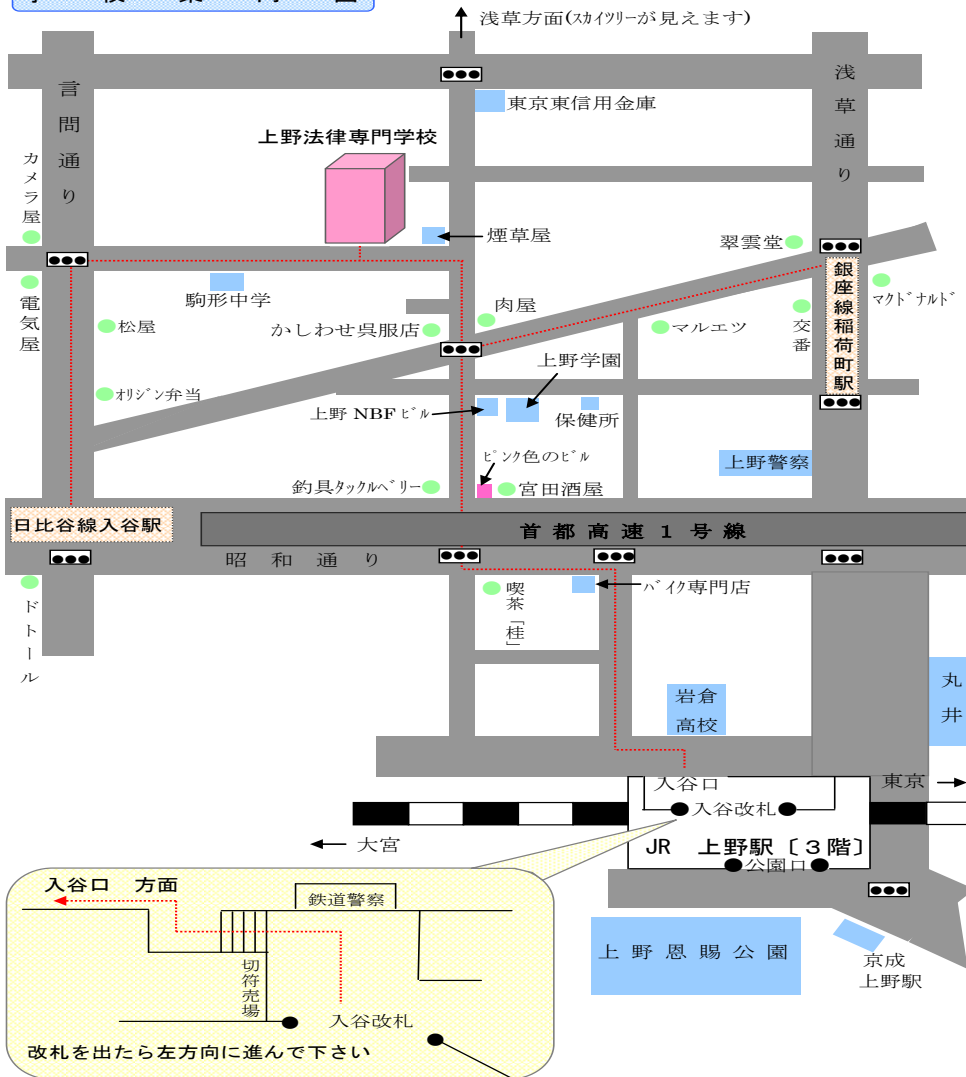 浅草方面(ｽｶｲﾂﾘｰが見えます)
言問通り
浅草通り
東京東信用金庫
上野法律専門学校
カメラ屋
煙草屋
翠雲堂
銀座線稲荷町駅
マクドナルド
電気屋
駒形中学
松屋
かしわせ呉服店
肉屋
マルエツ
交番
上野学園
オリジン弁当
上野 NBF ビル
保健所
ピンク色のビル
上野警察
釣具タックルベリー
宮田酒屋
日比谷線入谷駅
首都高速１号線
昭和通り
ドトール
喫茶「桂」
バイク専門店
岩倉
高校
丸井
入谷口
東京
入谷改札
大宮
JR 上野駅〔３階〕
公園口
入谷口 方面
鉄道警察
切符売場
入谷改札
改札を出たら左方向に進んで下さい
上野恩賜公園
京成
上野駅